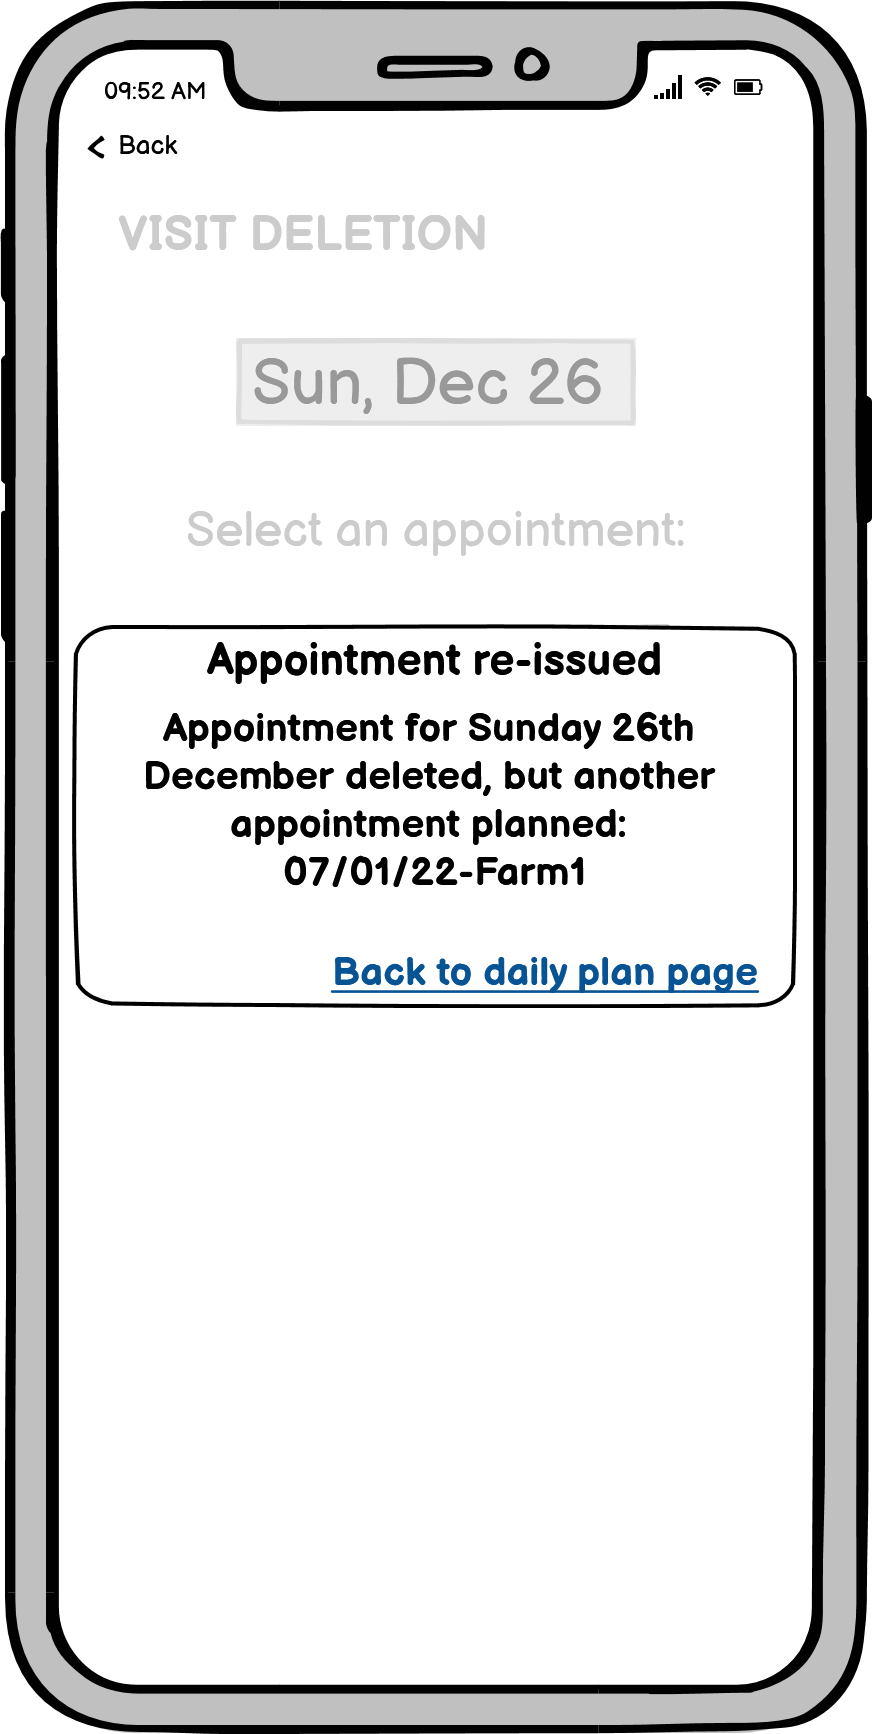 09:52 AM
Back
VISIT DELETION
Sun, Dec 26
Select an appointment:
Appointment re-issued
Appointment for Sunday 26th
December deleted, but another
appointment planned:
07/01/22-Farm1
Back to daily plan page